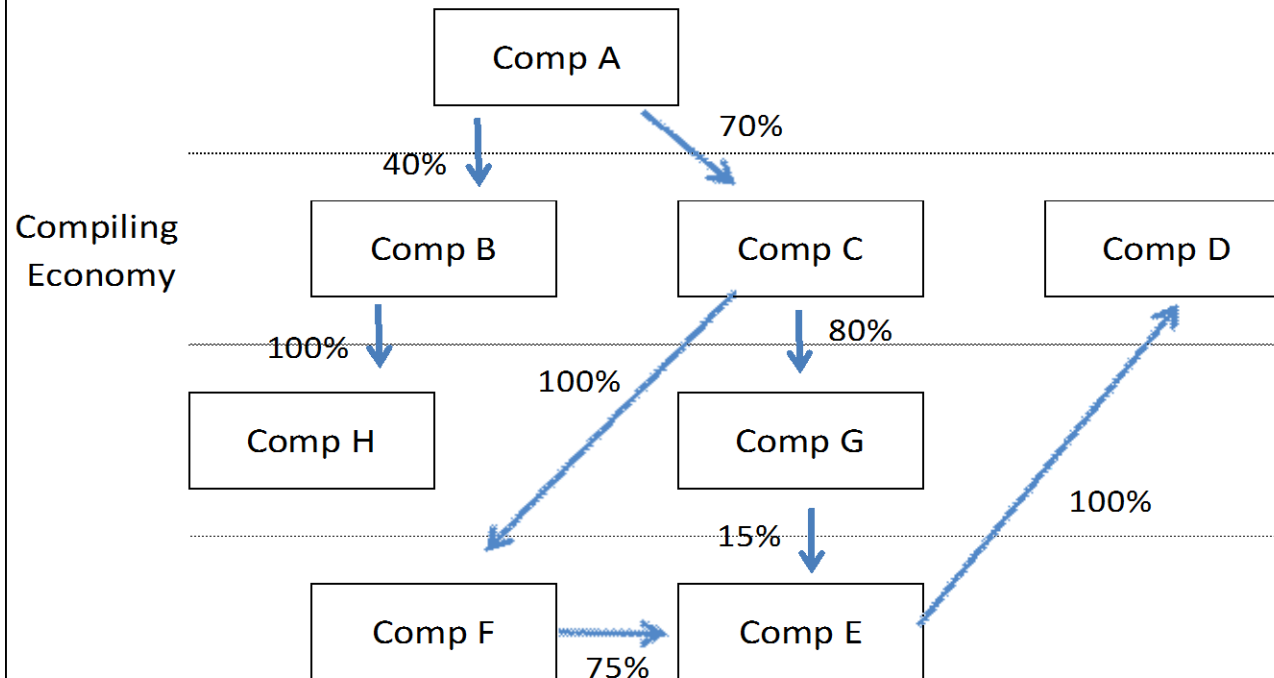 Comp A
70%
40%
Compiling
Economy
Comp B
Comp C
Comp D
100%
80%
100%
Comp H
Comp G
100%
15%
Comp F
Comp E
75%